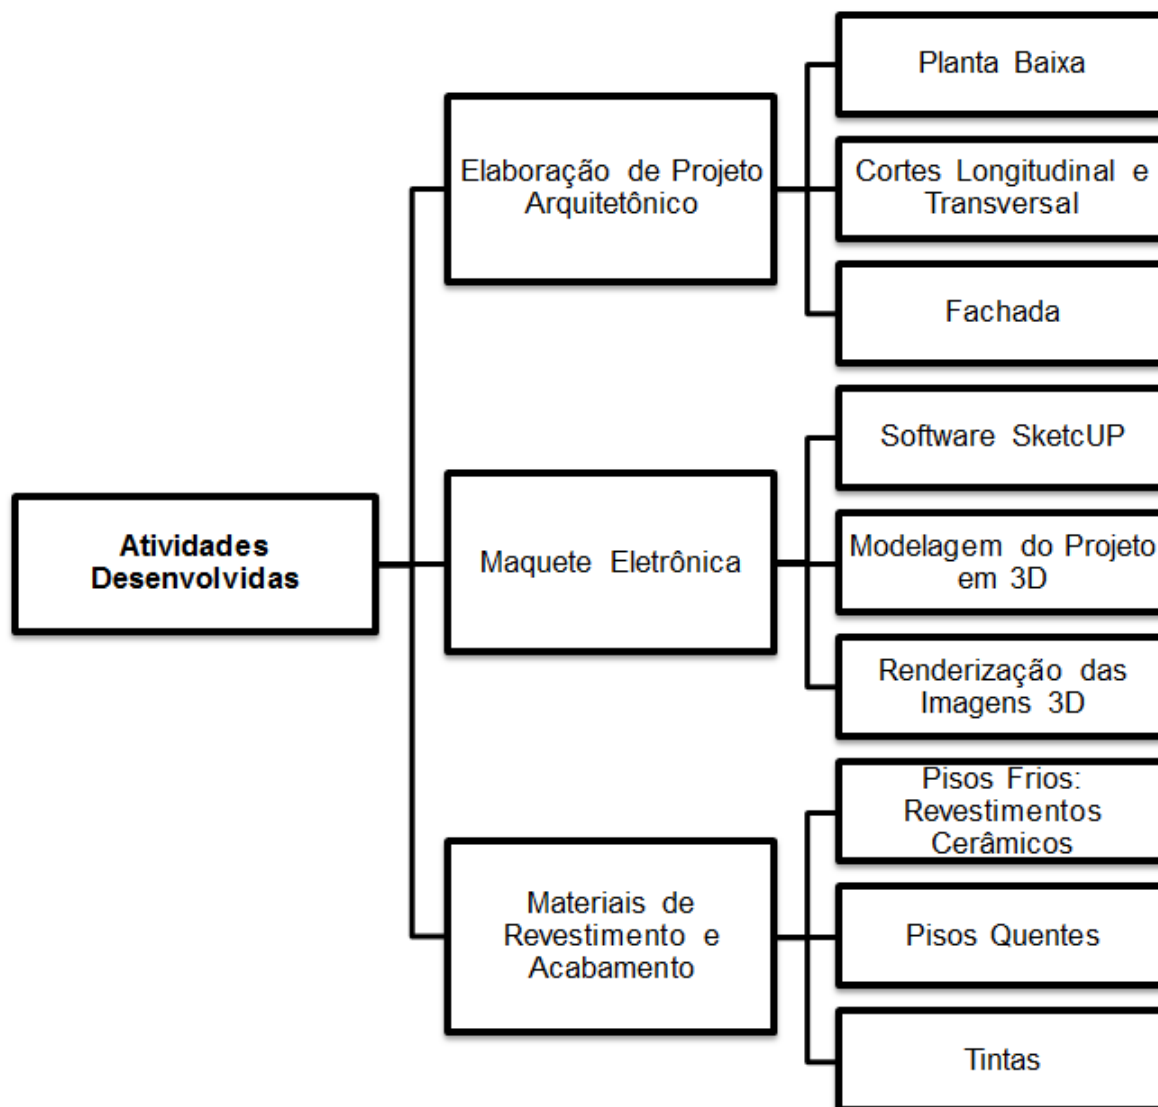 Atividades
Desenvolvidas
Elaboração de Projeto
Arquitetônico
Planta Baixa
Cortes Longitudinal e
Transversal
Fachada
Maquete Eletrônica
Software SketcUP
Modelagem do Projeto
em 3D
Renderização das
Imagens 3D
Materiais de
Revestimento e
Acabamento
Pisos Frios:
Revestimentos
Cerâmicos
Pisos Quentes
Tintas